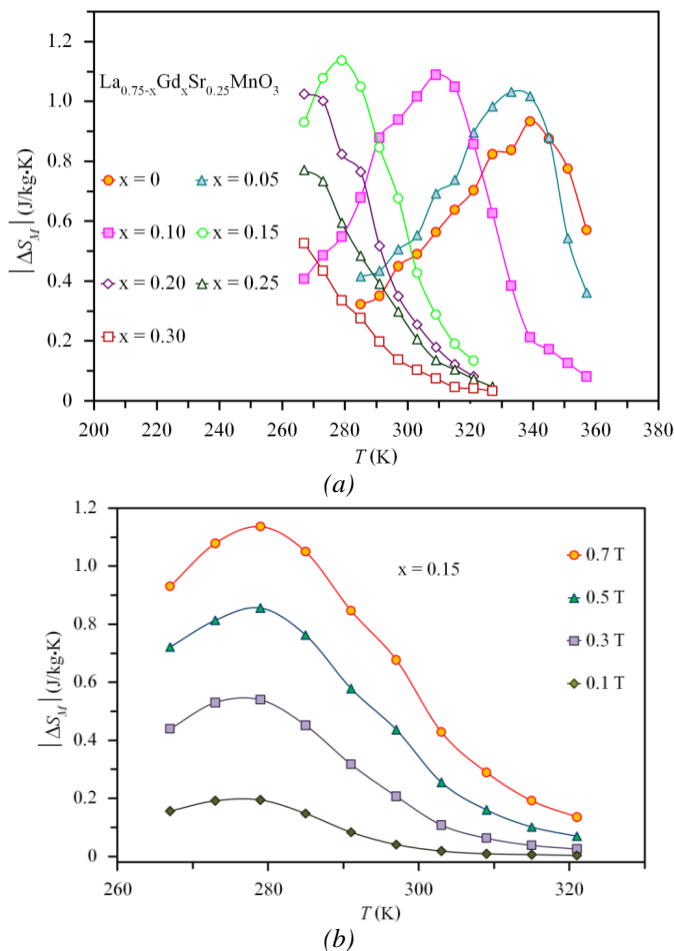 1.2
1.0
0.8
0.6
0.4
0.2
0
|ΔS_M| (J/kg•K)
La0.75-xGdxSr0.25MnO3
x = 0 x = 0.05
x = 0.10 x = 0.15
x = 0.20 x = 0.25
x = 0.30
200 220 240 260 280 300 320 340 360 380
T (K)
(a)
1.2
1.0
0.8
0.6
0.4
0.2
0
|ΔS_M| (J/kg•K)
x = 0.15
0.7 T
0.5 T
0.3 T
0.1 T
260 280 300 320
T (K)
(b)